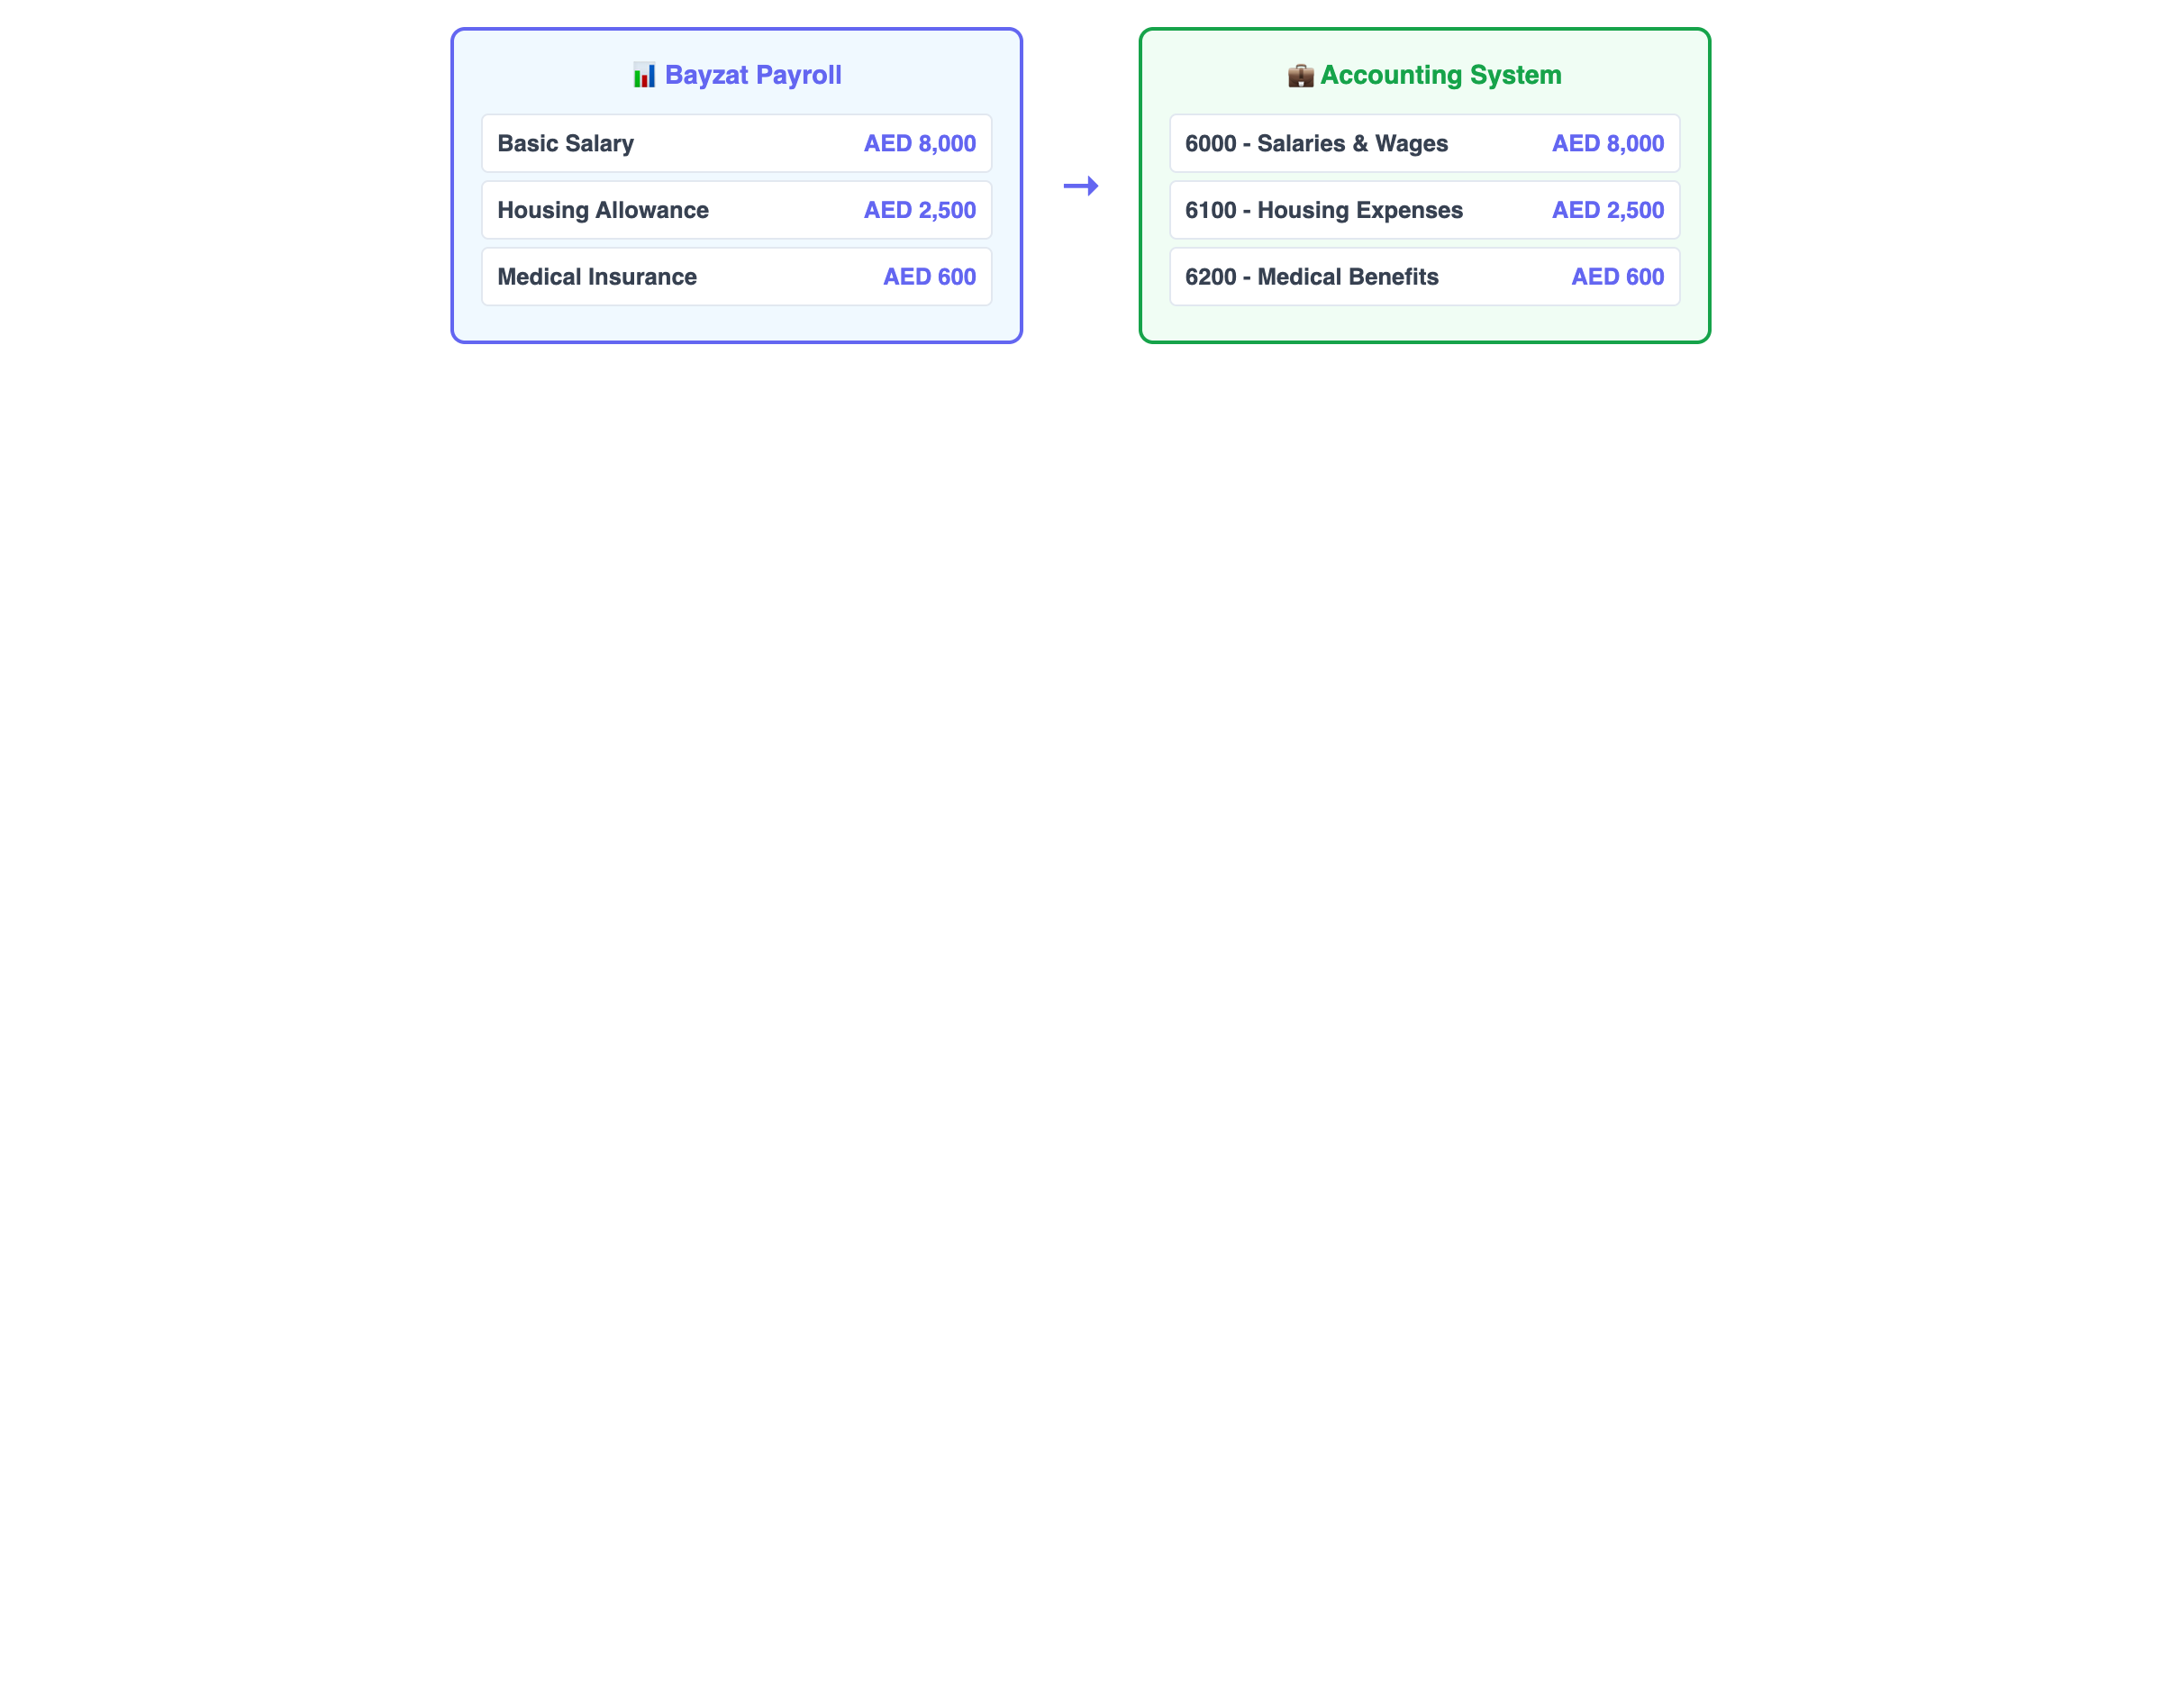 📊 Bayzat Payroll
Basic Salary AED 8,000
Housing Allowance AED 2,500
Medical Insurance AED 600
→
💼 Accounting System
6000 - Salaries & Wages AED 8,000
6100 - Housing Expenses AED 2,500
6200 - Medical Benefits AED 600